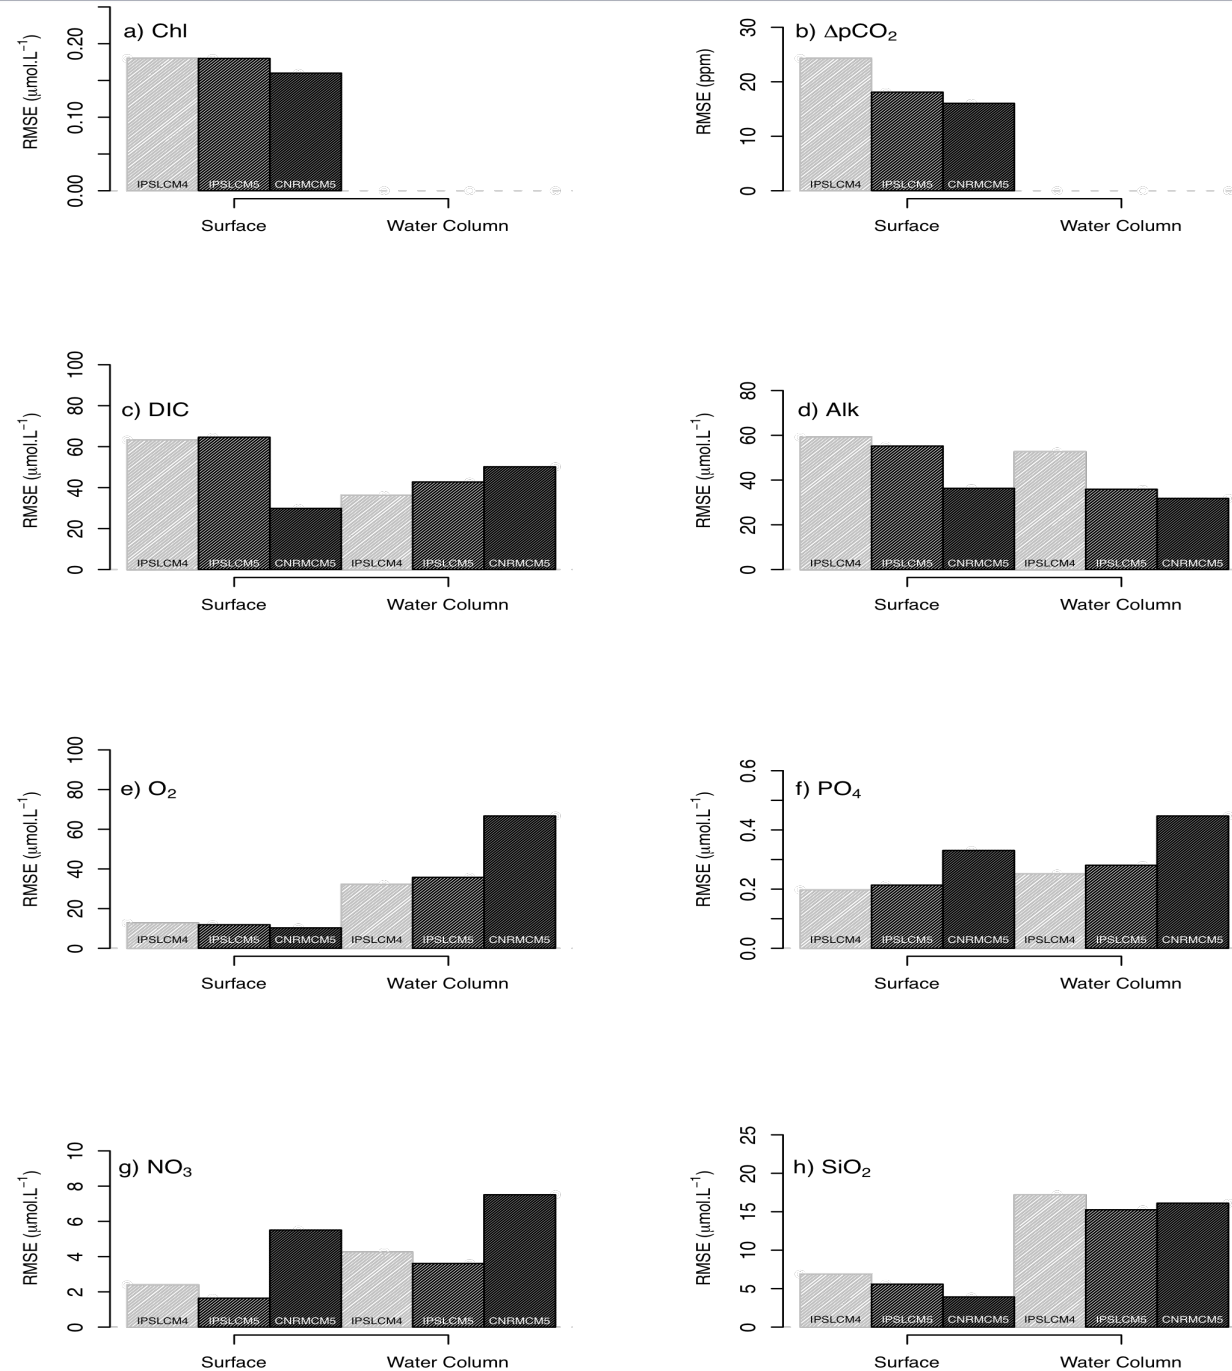 a) Chl
RMSE (μmol.L⁻¹)
0.20
0.10
0.00
IPSLCM4 IPSLCM5 CNRMCM5
Surface Water Column
b) ΔpCO₂
RMSE (ppm)
30
20
10
0
IPSLCM4 IPSLCM5 CNRMCM5
Surface Water Column
c) DIC
RMSE (μmol.L⁻¹)
100
80
60
40
20
0
IPSLCM4 IPSLCM5 CNRMCM5 IPSLCM4 IPSLCM5 CNRMCM5
Surface Water Column
d) Alk
RMSE (μmol.L⁻¹)
80
60
40
20
0
IPSLCM4 IPSLCM5 CNRMCM5 IPSLCM4 IPSLCM5 CNRMCM5
Surface Water Column
e) O₂
RMSE (μmol.L⁻¹)
100
80
60
40
20
0
IPSLCM4 IPSLCM5 CNRMCM5 IPSLCM4 IPSLCM5 CNRMCM5
Surface Water Column
f) PO₄
RMSE (μmol.L⁻¹)
0.6
0.4
0.2
0.0
IPSLCM4 IPSLCM5 CNRMCM5 IPSLCM4 IPSLCM5 CNRMCM5
Surface Water Column
g) NO₃
RMSE (μmol.L⁻¹)
10
8
6
4
2
0
IPSLCM4 IPSLCM5 CNRMCM5 IPSLCM4 IPSLCM5 CNRMCM5
Surface Water Column
h) SiO₂
RMSE (μmol.L⁻¹)
25
20
15
10
5
0
IPSLCM4 IPSLCM5 CNRMCM5 IPSLCM4 IPSLCM5 CNRMCM5
Surface Water Column